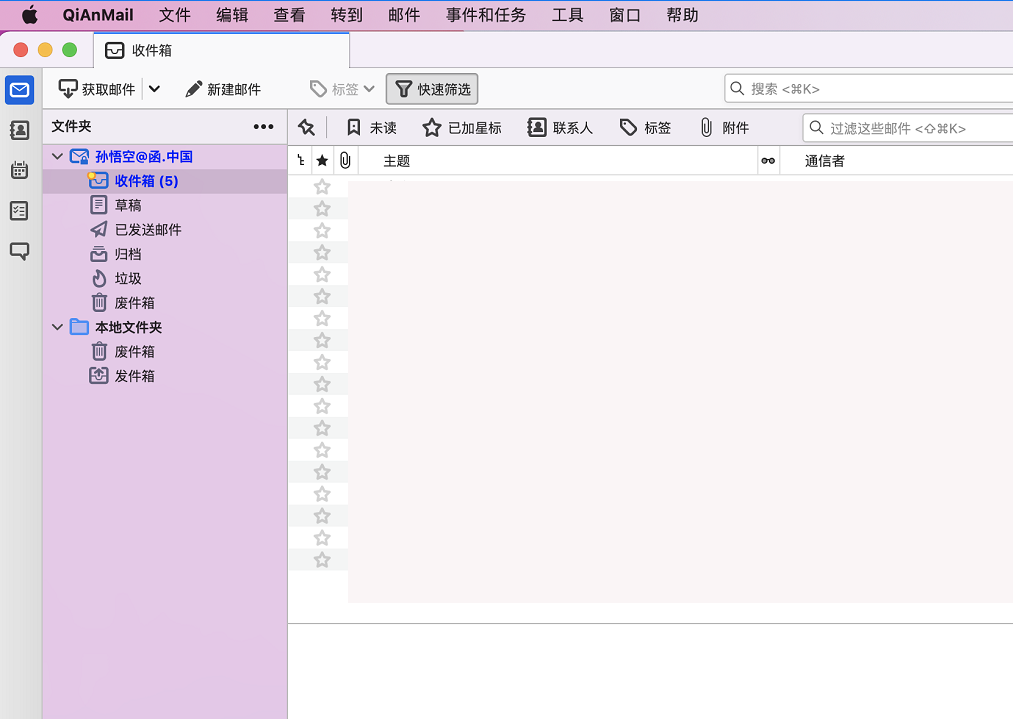 QiAnMail 文件 编辑 查看 转到 邮件 事件和任务 工具 窗口 帮助
收件箱
获取邮件 新建邮件 标签 快速筛选 搜索 <⌘K>
文件夹 ••• 未读 已加星标 联系人 标签 附件 过滤这些邮件 <⇧⌘K>
主题 通信者
孙悟空@函.中国
收件箱 (5)
草稿
已发送邮件
归档
垃圾
废件箱
本地文件夹
废件箱
发件箱